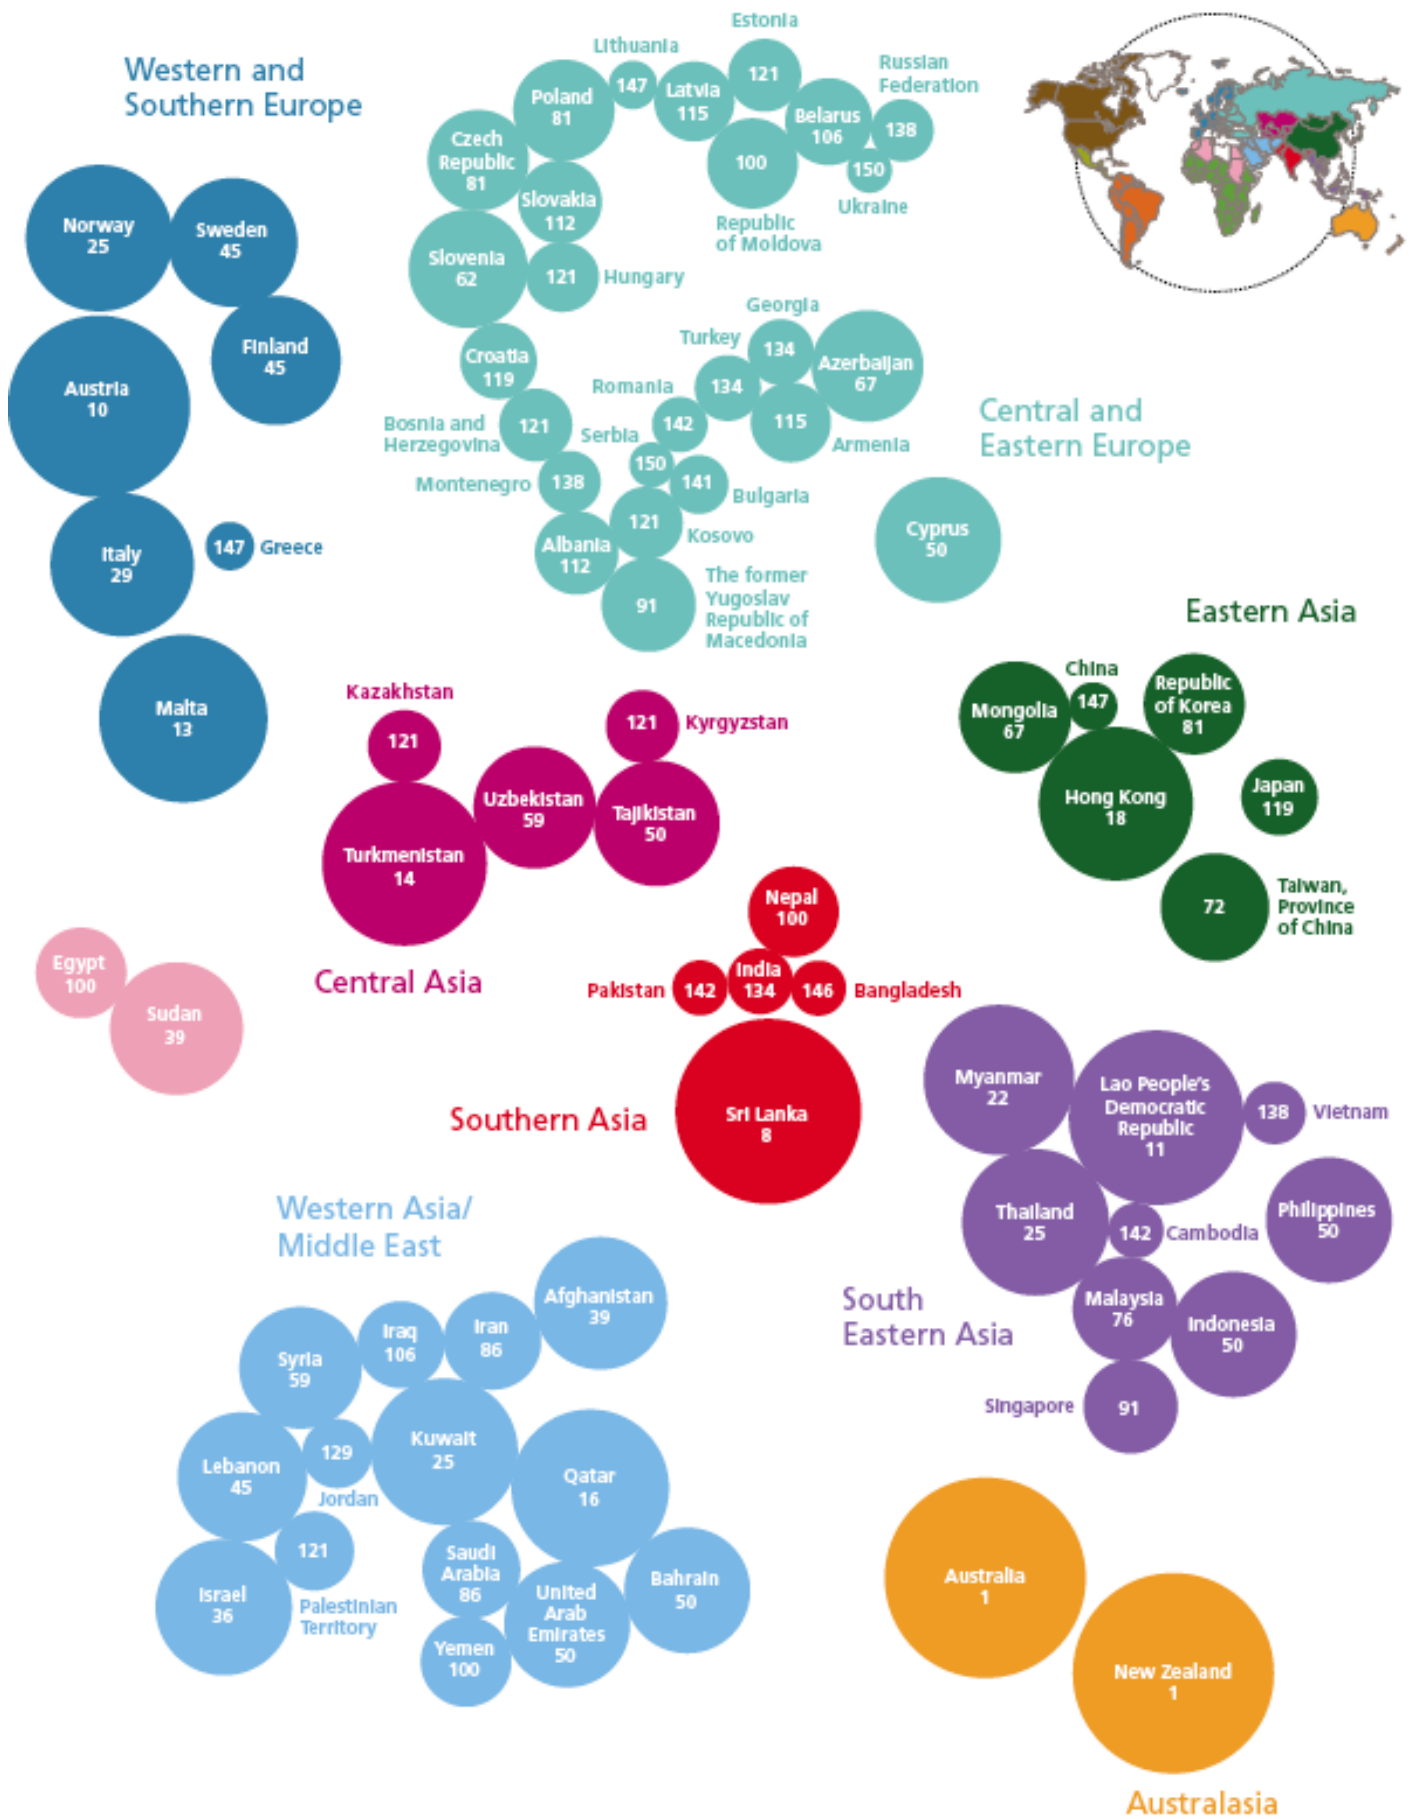 Western and
Southern Europe
Norway
25
Sweden
45
Finland
45
Austria
10
Italy
29
147
Greece
Malta
13
Estonia
121
Lithuania
147
Latvia
115
Russian
Federation
138
Belarus
106
150
Ukraine
100
Republic
of Moldova
Poland
81
Czech
Republic
81
Slovakia
112
Slovenia
62
121
Hungary
Croatia
119
Bosnia and
Herzegovina
121
Montenegro
138
Albania
112
Georgia
134
Turkey
134
Azerbaijan
67
115
Armenia
Romania
142
Serbia
150
141
Bulgaria
121
Kosovo
91
The former
Yugoslav
Republic of
Macedonia
Central and
Eastern Europe
Cyprus
50
Eastern Asia
China
147
Mongolia
67
Republic
of Korea
81
Hong Kong
18
Japan
119
72
Taiwan,
Province
of China
Kazakhstan
121
121
Kyrgyzstan
Uzbekistan
59
Tajikistan
50
Turkmenistan
14
Central Asia
Egypt
100
Sudan
39
Nepal
100
Pakistan
142
India
134
146
Bangladesh
Sri Lanka
8
Southern Asia
Myanmar
22
Lao People's
Democratic
Republic
11
138
Vietnam
Thailand
25
142
Cambodia
Philippines
50
Malaysia
76
Indonesia
50
Singapore
91
South
Eastern Asia
Western Asia/
Middle East
Afghanistan
39
Iraq
106
Iran
86
Syria
59
Lebanon
45
129
Jordan
Kuwait
25
Qatar
16
121
Palestinian
Territory
Israel
36
Saudi
Arabia
86
United
Arab
Emirates
50
Bahrain
50
Yemen
100
Australia
1
New Zealand
1
Australasia